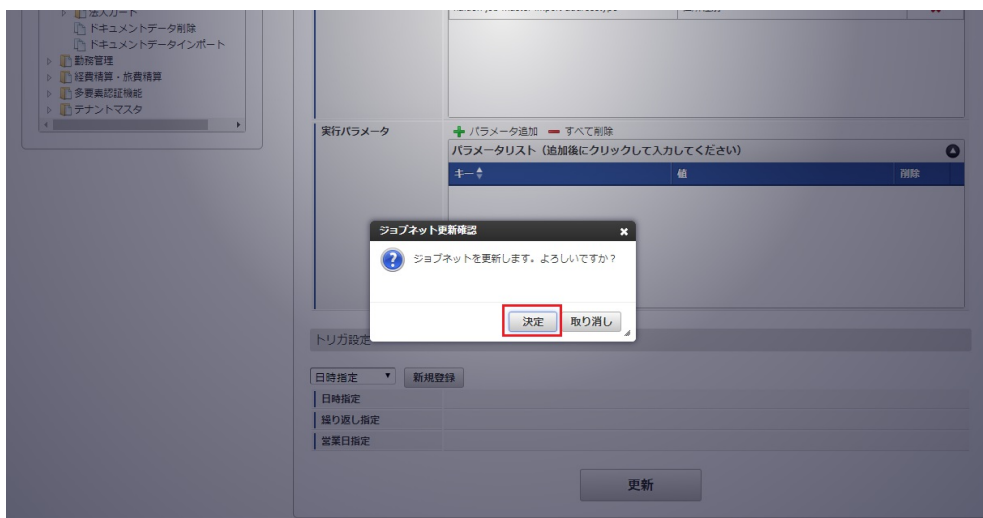 法人カード
ドキュメントデータ削除
ドキュメントデータインポート
勤務管理
経費精算・旅費精算
多要素認証機能
テナントマスタ
実行パラメータ
パラメータ追加 すべて削除
パラメータリスト（追加後にクリックして入力してください）
キー 値 削除
ジョブネット更新確認
ジョブネットを更新します。よろしいですか？
決定 取り消し
トリガ設定
日時指定 新規登録
日時指定
繰り返し指定
営業日指定
更新